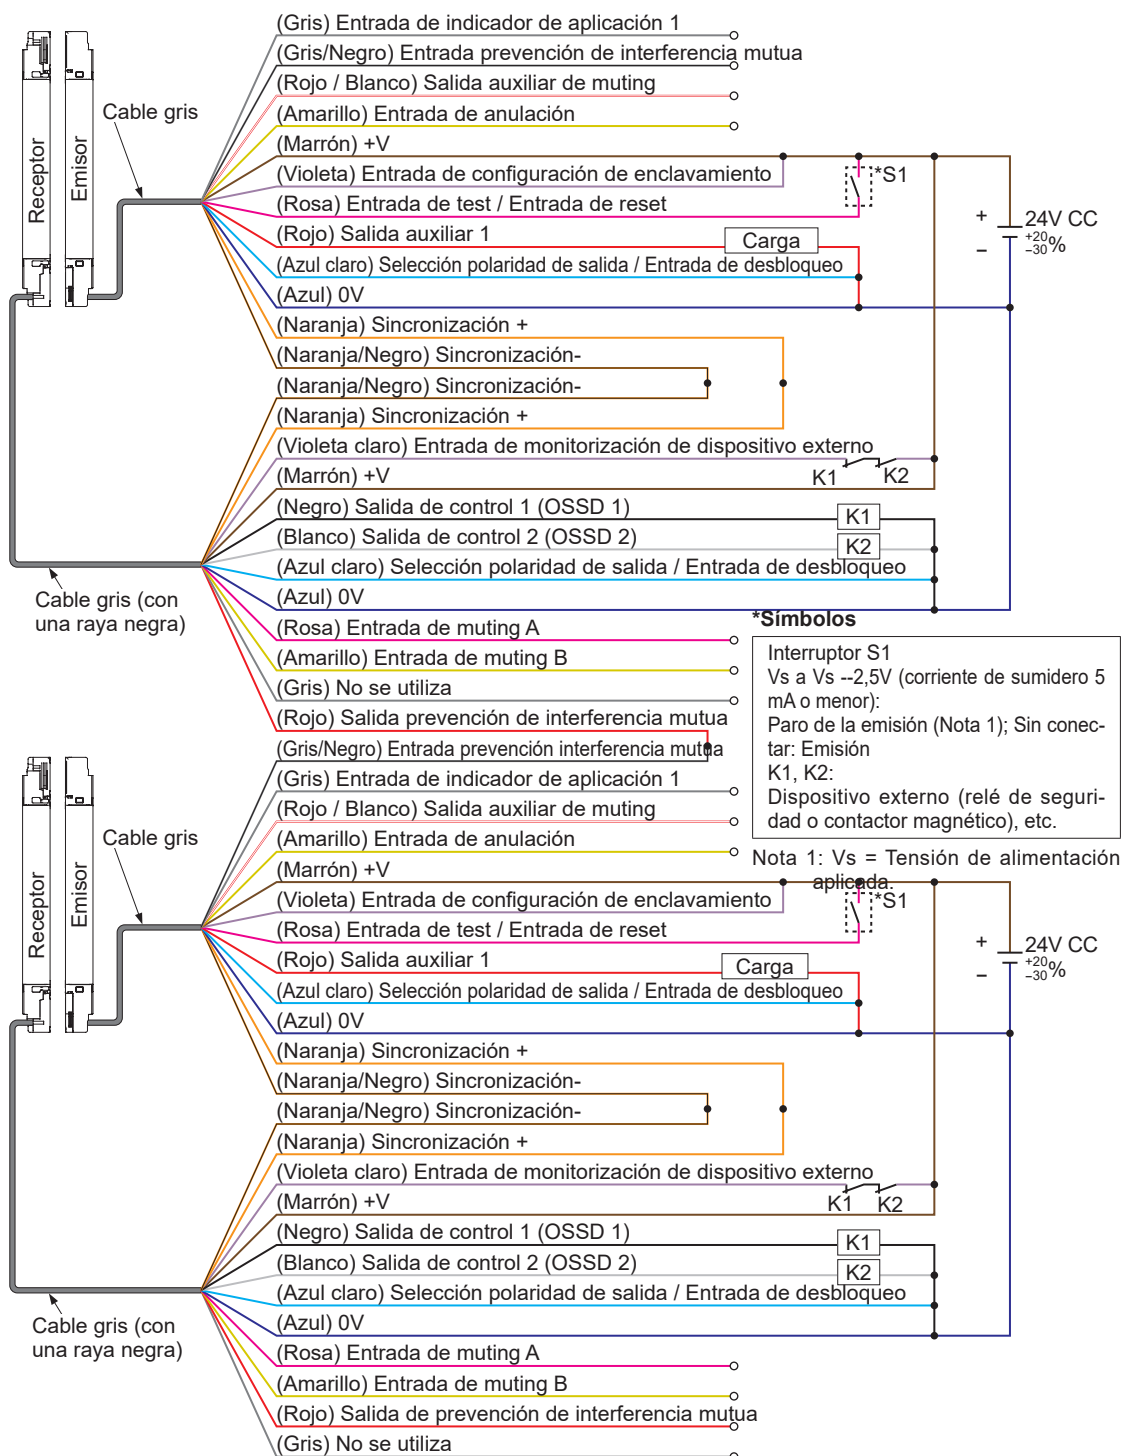 (Gris) Entrada de indicador de aplicación 1
(Gris/Negro) Entrada prevención de interferencia mutua
(Rojo / Blanco) Salida auxiliar de muting
Cable gris
(Amarillo) Entrada de anulación
(Marrón) +V
Receptor
Emisor
(Violeta) Entrada de configuración de enclavamiento
*S1
(Rosa) Entrada de test / Entrada de reset
(Rojo) Salida auxiliar 1
Carga
+
–
24V CC
+20
–30 %
(Azul claro) Selección polaridad de salida / Entrada de desbloqueo
(Azul) 0V
(Naranja) Sincronización +
(Naranja/Negro) Sincronización-
(Naranja/Negro) Sincronización-
(Naranja) Sincronización +
(Violeta claro) Entrada de monitorización de dispositivo externo
K1 K2
(Marrón) +V
(Negro) Salida de control 1 (OSSD 1)
K1
(Blanco) Salida de control 2 (OSSD 2)
K2
(Azul claro) Selección polaridad de salida / Entrada de desbloqueo
(Azul) 0V
Cable gris (con
una raya negra)
(Rosa) Entrada de muting A
(Amarillo) Entrada de muting B
(Gris) No se utiliza
(Rojo) Salida prevención de interferencia mutua
*Símbolos
Interruptor S1
Vs a Vs --2,5V (corriente de sumidero 5
mA o menor):
Paro de la emisión (Nota 1); Sin conec-
tar: Emisión
K1, K2:
Dispositivo externo (relé de seguri-
dad o contactor magnético), etc.
Nota 1: Vs = Tensión de alimentación
aplicada.
(Gris/Negro) Entrada prevención interferencia mutua
(Gris) Entrada de indicador de aplicación 1
(Rojo / Blanco) Salida auxiliar de muting
Cable gris
(Amarillo) Entrada de anulación
(Marrón) +V
Receptor
Emisor
(Violeta) Entrada de configuración de enclavamiento
*S1
(Rosa) Entrada de test / Entrada de reset
(Rojo) Salida auxiliar 1
Carga
+
–
24V CC
+20
–30 %
(Azul claro) Selección polaridad de salida / Entrada de desbloqueo
(Azul) 0V
(Naranja) Sincronización +
(Naranja/Negro) Sincronización-
(Naranja/Negro) Sincronización-
(Naranja) Sincronización +
(Violeta claro) Entrada de monitorización de dispositivo externo
K1 K2
(Marrón) +V
(Negro) Salida de control 1 (OSSD 1)
K1
(Blanco) Salida de control 2 (OSSD 2)
K2
(Azul claro) Selección polaridad de salida / Entrada de desbloqueo
(Azul) 0V
Cable gris (con
una raya negra)
(Rosa) Entrada de muting A
(Amarillo) Entrada de muting B
(Rojo) Salida de prevención de interferencia mutua
(Gris) No se utiliza